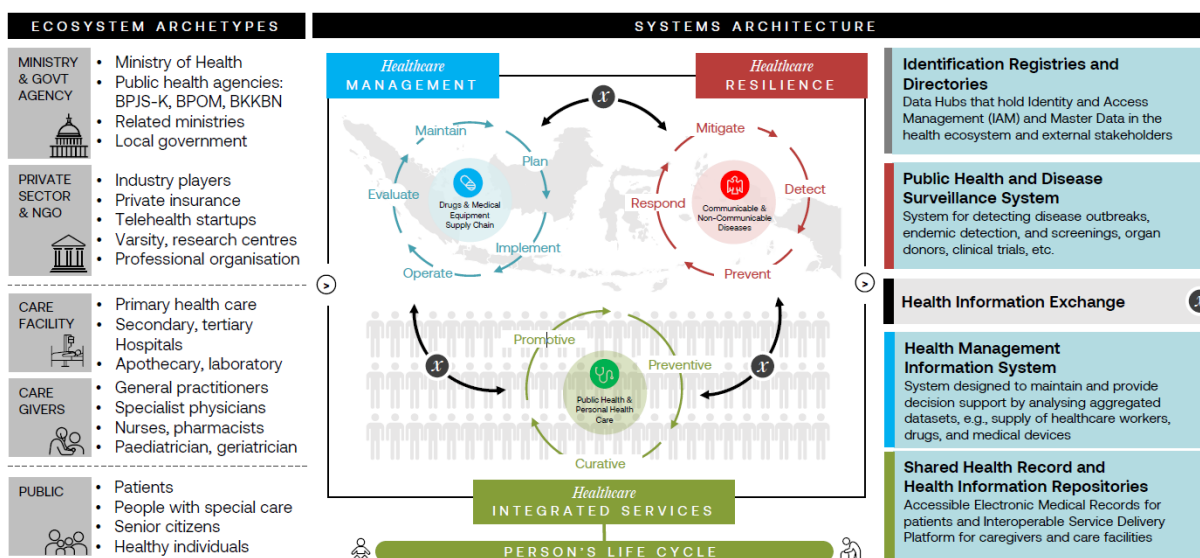 ECOSYSTEM ARCHETYPES
MINISTRY
& GOVT
AGENCY
• Ministry of Health
• Public health agencies:
BPJS-K, BPOM, BKKBN
• Related ministries
• Local government
PRIVATE
SECTOR
& NGO
• Industry players
• Private insurance
• Telehealth startups
• Varsity, research centres
• Professional organisation
CARE
FACILITY
• Primary health care
• Secondary, tertiary
Hospitals
• Apothecary, laboratory
CARE
GIVERS
• General practitioners
• Specialist physicians
• Nurses, pharmacists
• Paediatrician, geriatrician
PUBLIC
• Patients
• People with special care
• Senior citizens
• Healthy individuals
SYSTEMS ARCHITECTURE
Healthcare
MANAGEMENT
Healthcare
RESILIENCE
x
Maintain
Plan
Evaluate
Drugs & Medical
Equipment
Supply Chain
Implement
Operate
Mitigate
Detect
Respond
Communicable &
Non-Communicable
Diseases
Prevent
>
>
x
x
Promotive
Preventive
Public Health &
Personal Health
Care
Curative
Healthcare
INTEGRATED SERVICES
PERSON'S LIFE CYCLE
Identification Registries and
Directories
Data Hubs that hold Identity and Access
Management (IAM) and Master Data in the
health ecosystem and external stakeholders
Public Health and Disease
Surveillance System
System for detecting disease outbreaks,
endemic detection, and screenings, organ
donors, clinical trials, etc.
Health Information Exchange
x
Health Management
Information System
System designed to maintain and provide
decision support by analysing aggregated
datasets, e.g., supply of healthcare workers,
drugs, and medical devices
Shared Health Record and
Health Information Repositories
Accessible Electronic Medical Records for
patients and Interoperable Service Delivery
Platform for caregivers and care facilities